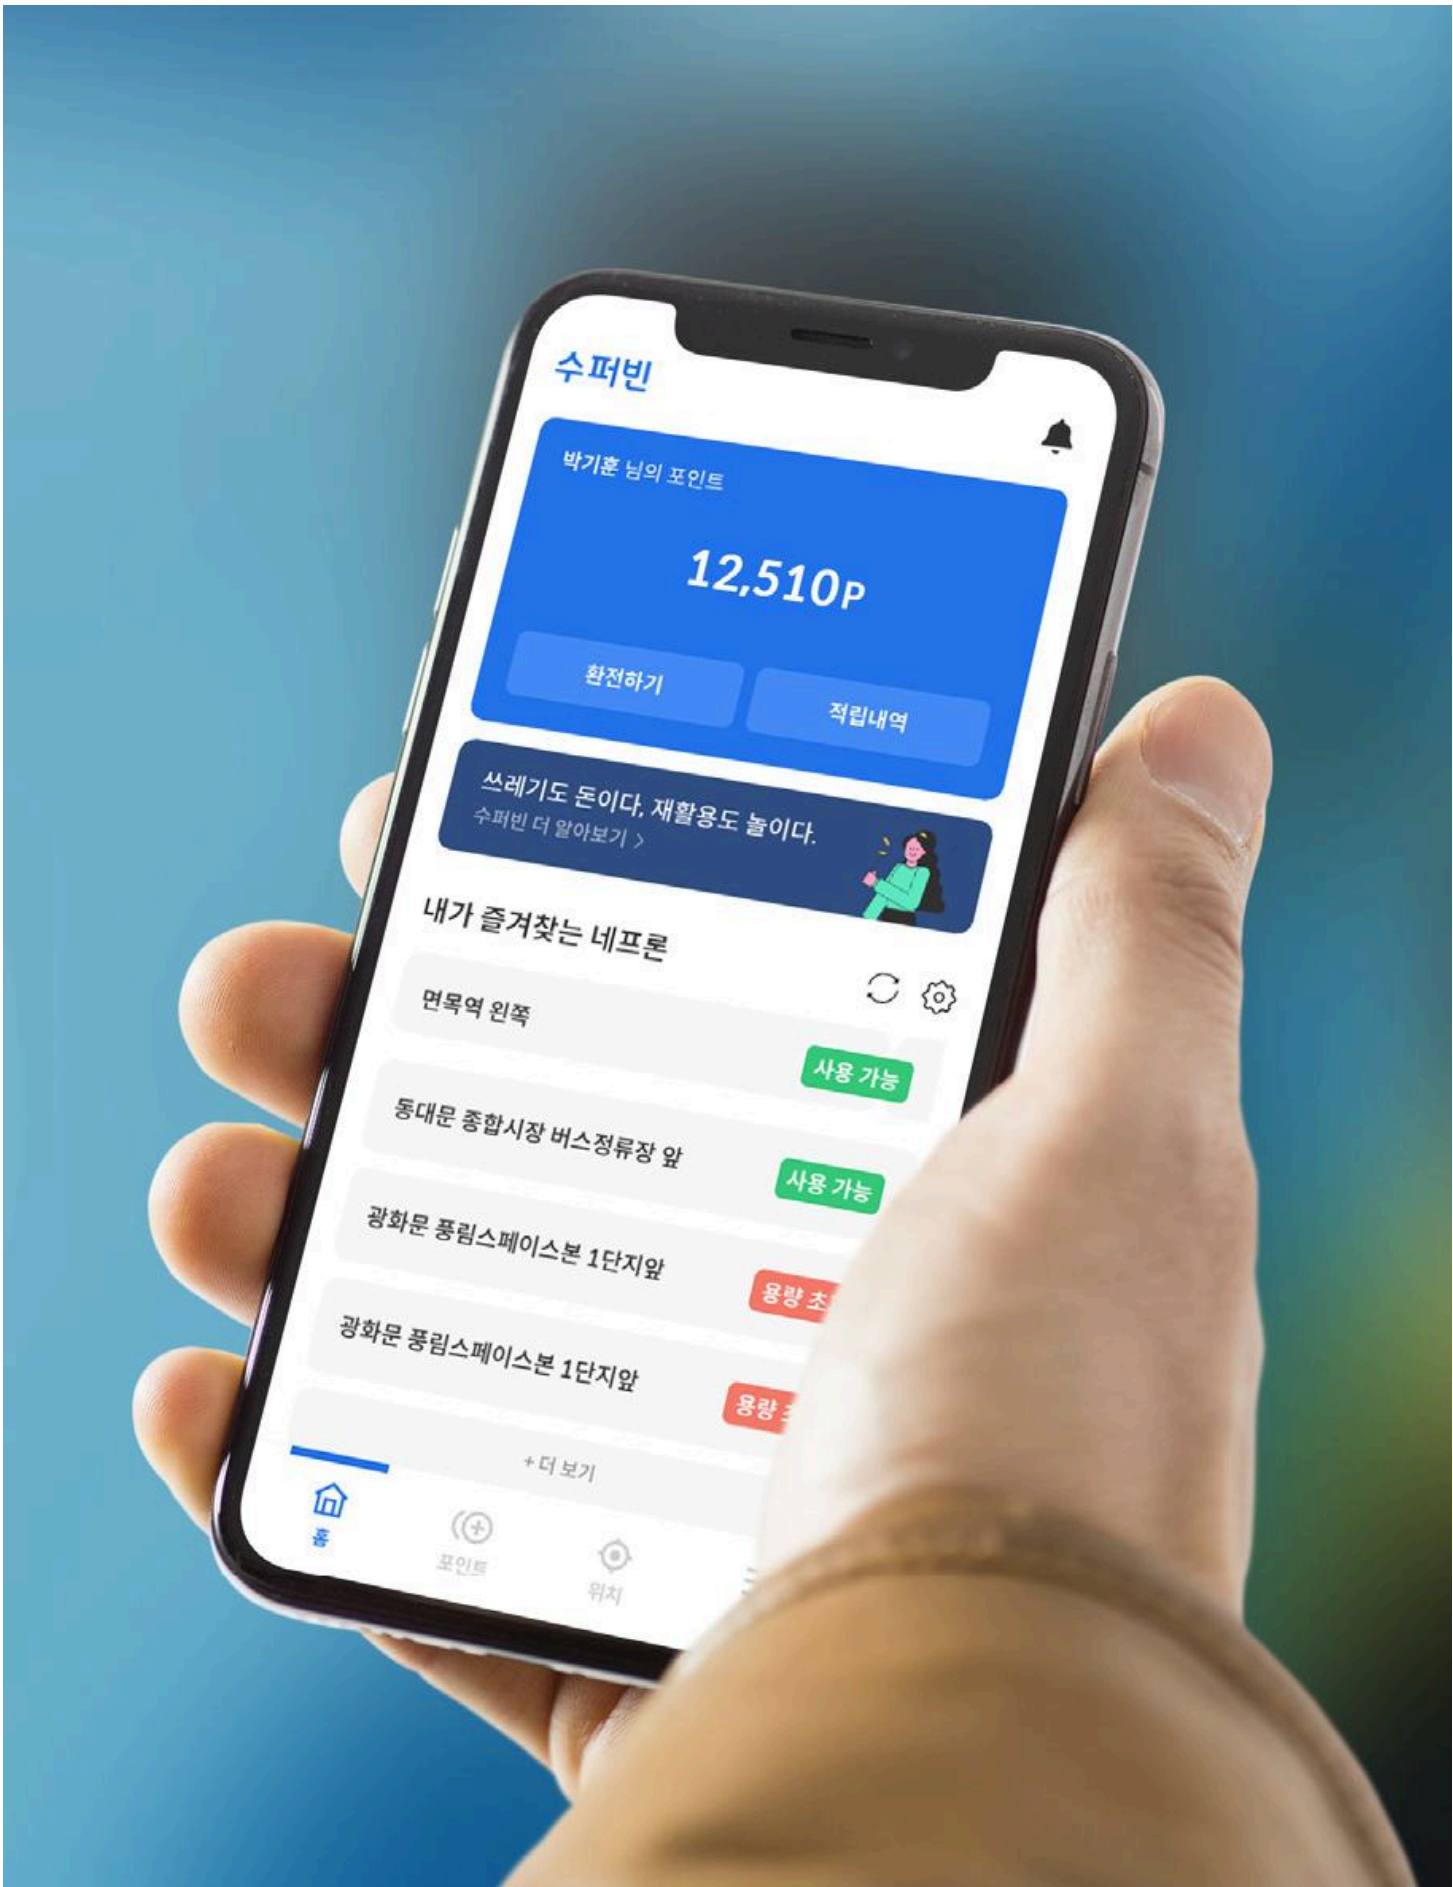 수퍼빈
박기훈 님의 포인트
12,510P
환전하기
적립내역
쓰레기도 돈이다, 재활용도 놀이다.
수퍼빈 더 알아보기 >
내가 즐겨찾는 네프론
면목역 왼쪽
사용 가능
동대문 종합시장 버스정류장 앞
사용 가능
광화문 풍림스페이스본 1단지앞
용량
광화문 풍림스페이스본 1단지앞
용량
+ 더 보기
홈
포인트
위치